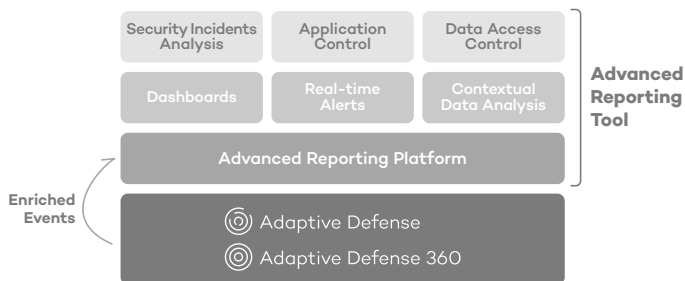 Security Incidents
Analysis
Application
Control
Data Access
Control
Dashboards
Real-time
Alerts
Contextual
Data Analysis
Advanced
Reporting
Tool
Advanced Reporting Platform
Enriched
Events
Adaptive Defense
Adaptive Defense 360